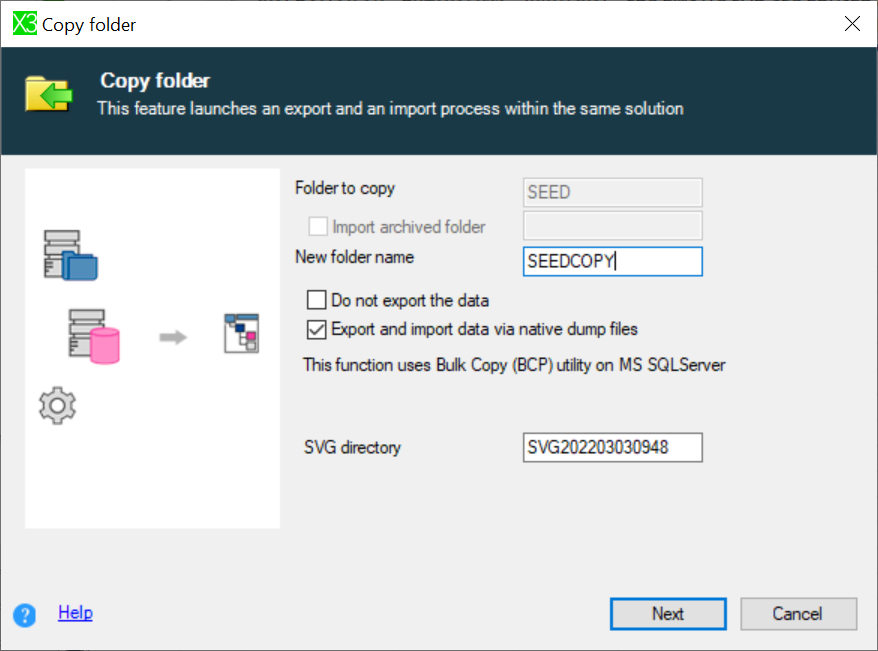 X3 Copy folder
Copy folder
This feature launches an export and an import process within the same solution
Folder to copy SEED
Import archived folder
New folder name SEEDCOPY
Do not export the data
Export and import data via native dump files
This function uses Bulk Copy (BCP) utility on MS SQLServer
SVG directory SVG202203030948
? Help Next Cancel